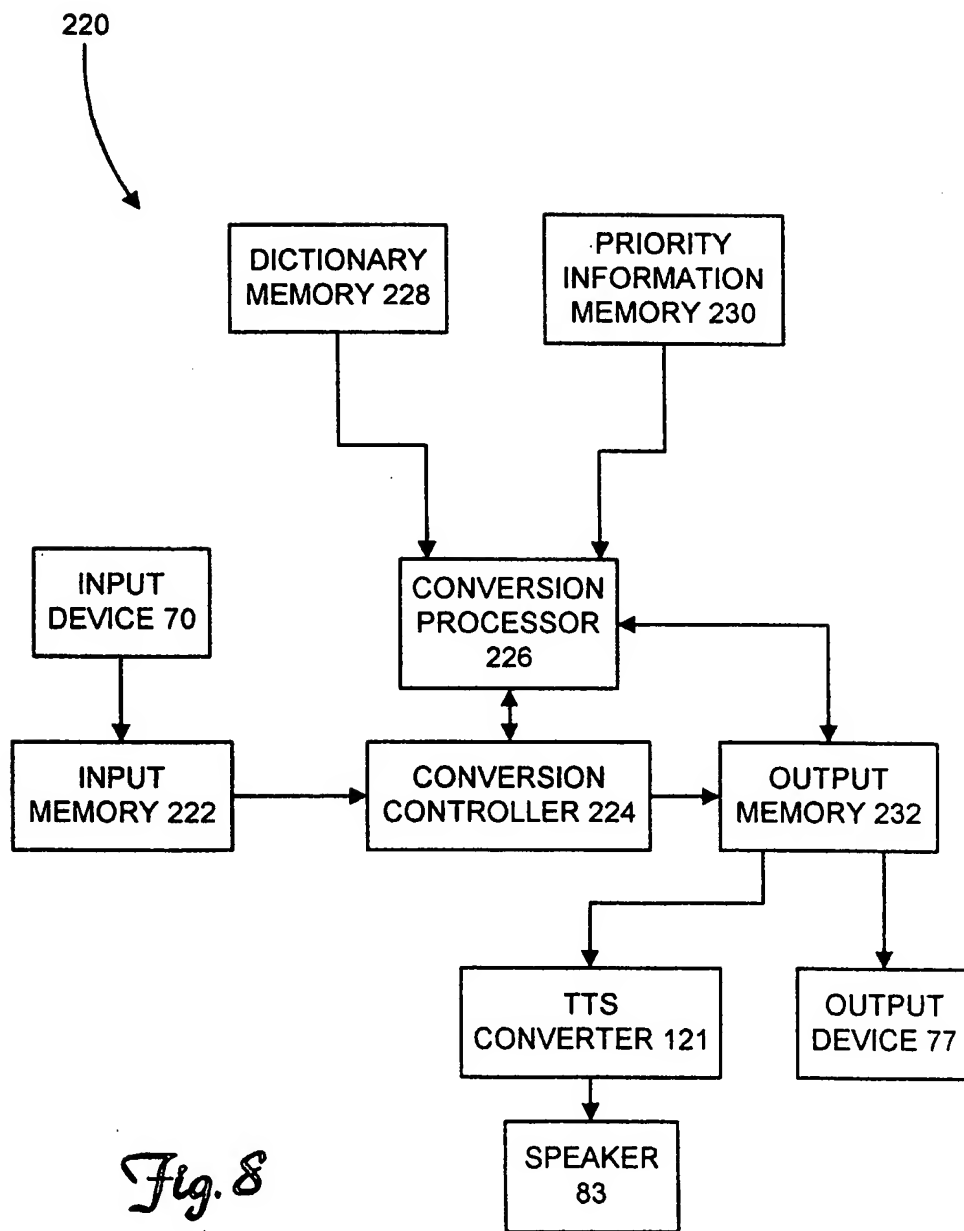 220
DICTIONARY
MEMORY 228
PRIORITY
INFORMATION
MEMORY 230
INPUT
DEVICE 70
CONVERSION
PROCESSOR
226
INPUT
MEMORY 222
CONVERSION
CONTROLLER 224
OUTPUT
MEMORY 232
TTS
CONVERTER 121
OUTPUT
DEVICE 77
SPEAKER
83
Fig. 8